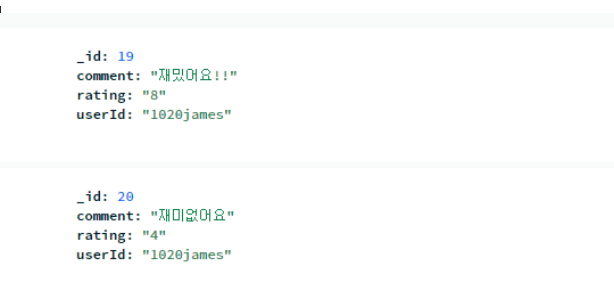 _id: 19
comment: "재밌어요!!"
rating: "8"
userId: "1020james"
_id: 20
comment: "재미없어요"
rating: "4"
userId: "1020james"